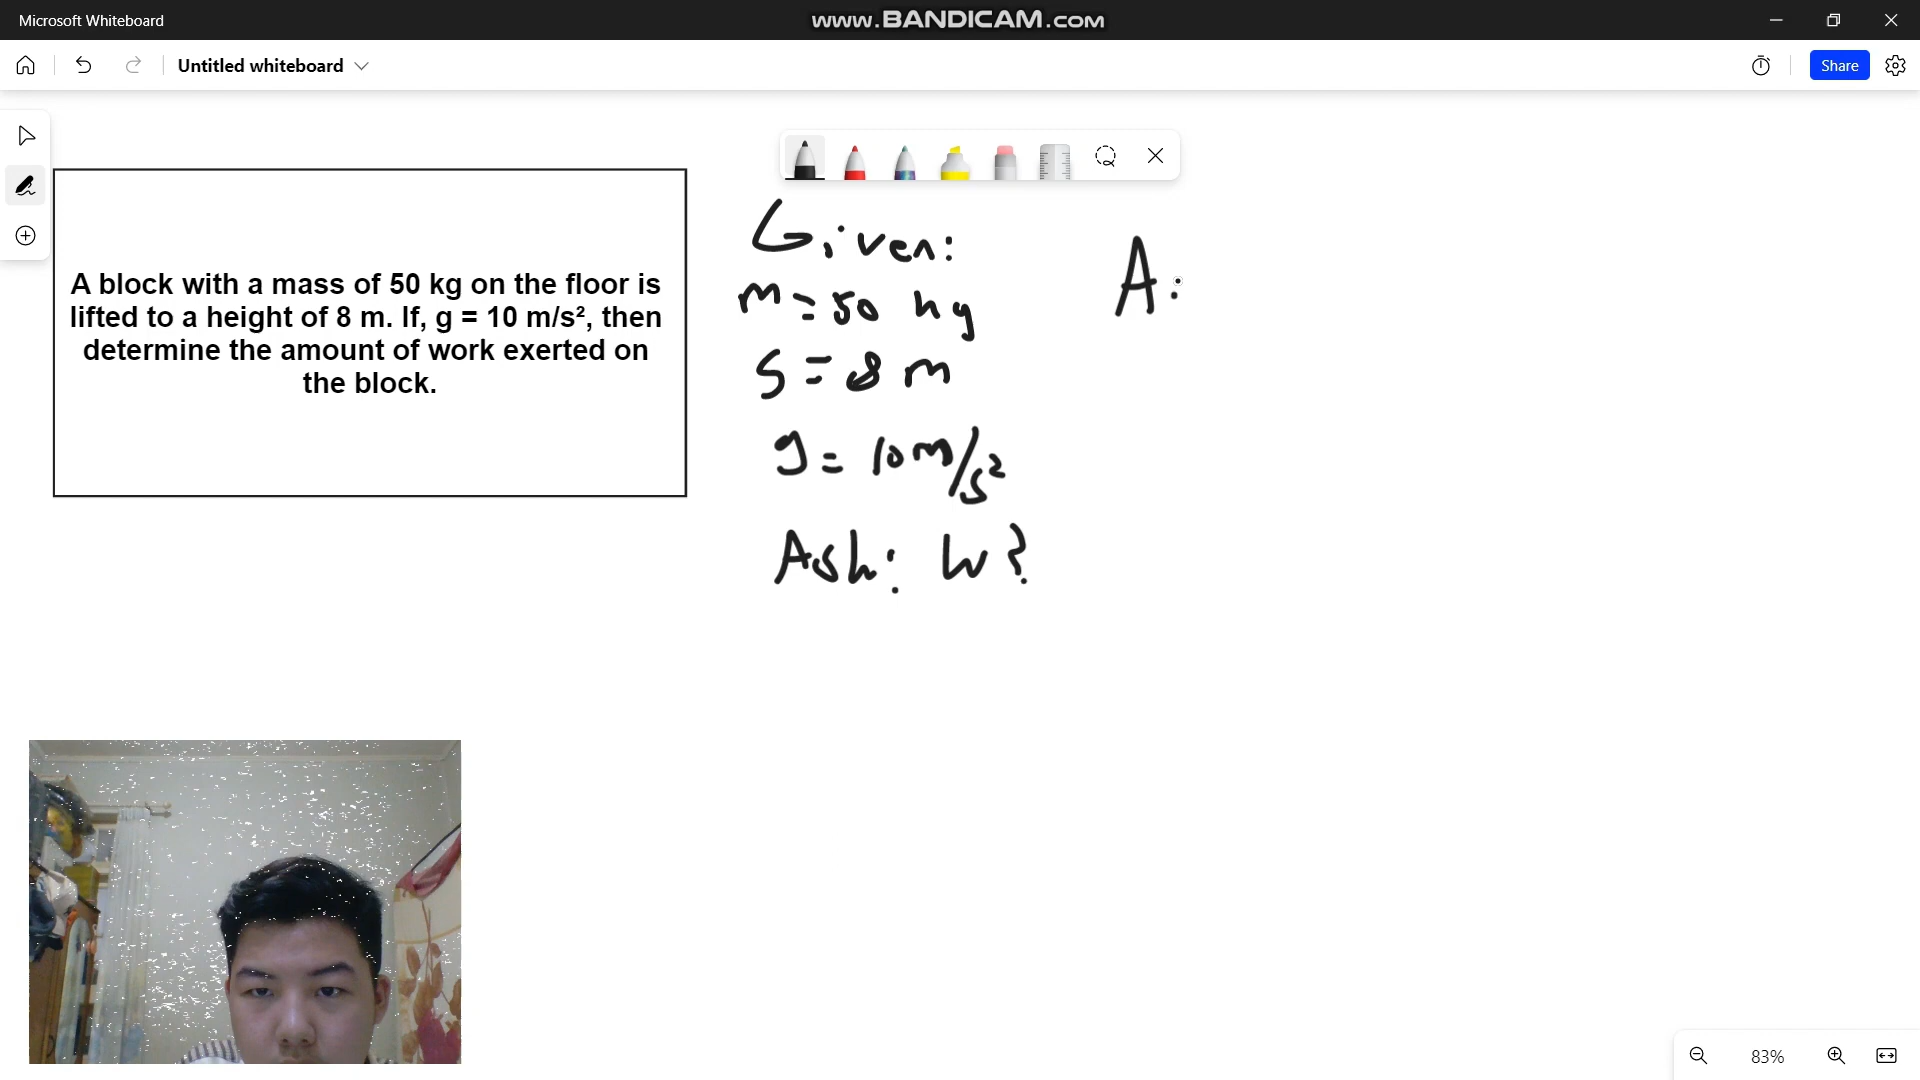 Microsoft Whiteboard
www.BANDICAM.com
Untitled whiteboard
Share
A block with a mass of 50 kg on the floor is
lifted to a height of 8 m. If, g = 10 m/s², then
determine the amount of work exerted on
the block.
Given:
m = 50 kg
s = 8 m
g = 10 m/s²
Ask: W?
A:
83%